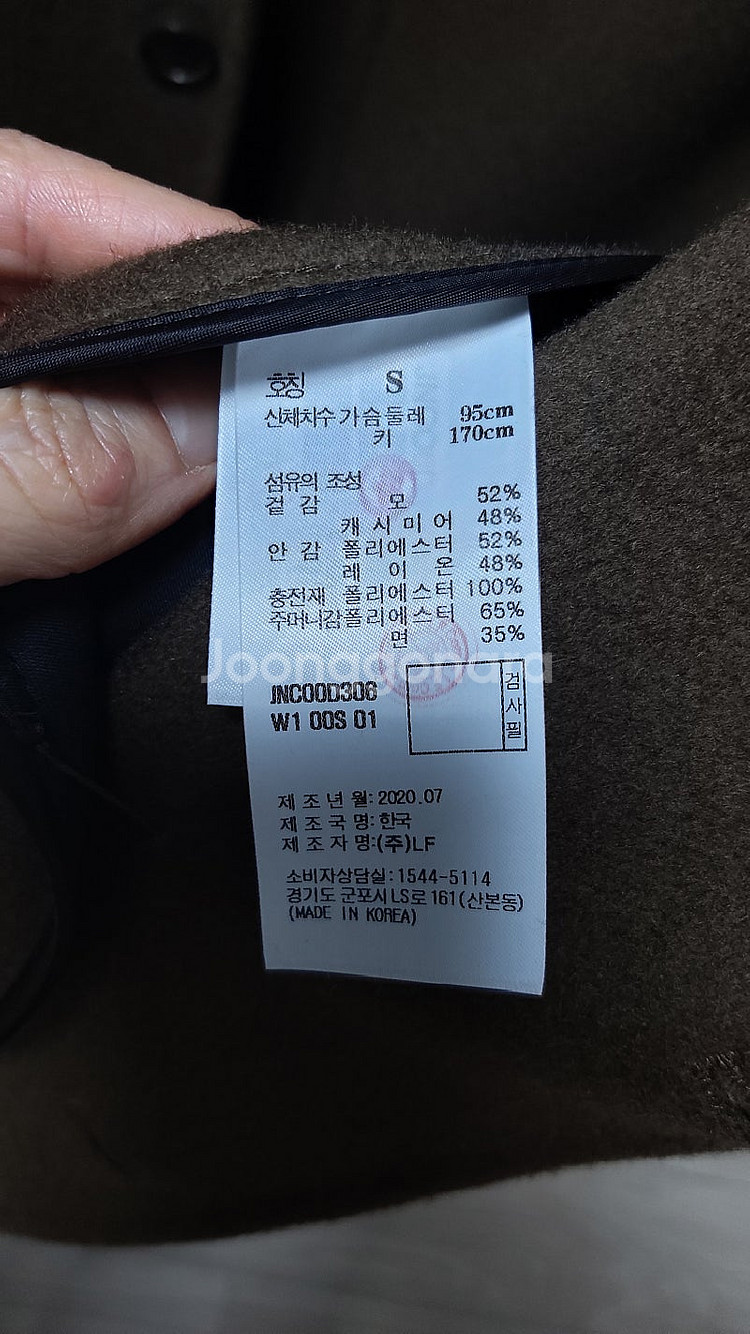 호칭 S
신체치수 가슴둘레 95cm
키 170cm
섬유의 조성
겉감 모 52%
캐시미어 48%
안감 폴리에스터 52%
레이온 48%
충전재 폴리에스터 100%
주머니감 폴리에스터 65%
면 35%
Joonggonara
JNC00D306
W1 00S 01
검사필
제조년월: 2020.07
제조국명: 한국
제조자명: (주)LF
소비자상담실: 1544-5114
경기도 군포시 LS로 161 (산본동)
(MADE IN KOREA)